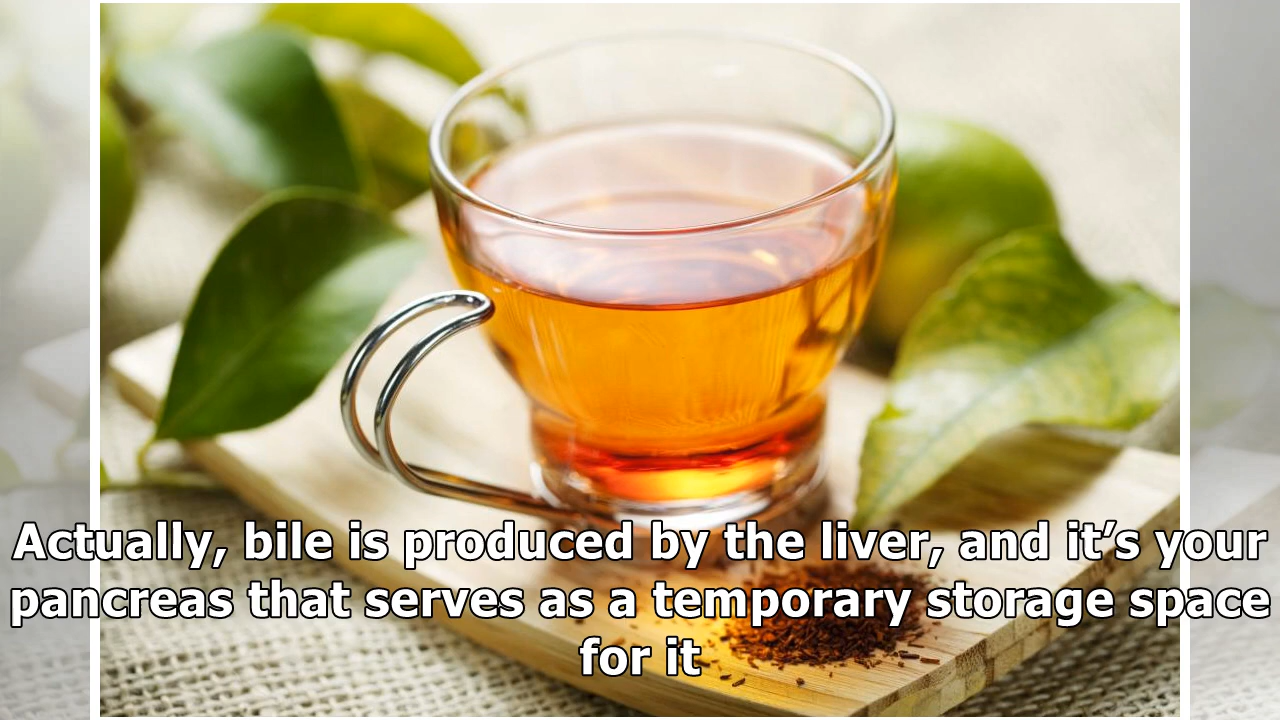 Actually, bile is produced by the liver, and it’s your
pancreas that serves as a temporary storage space
for it